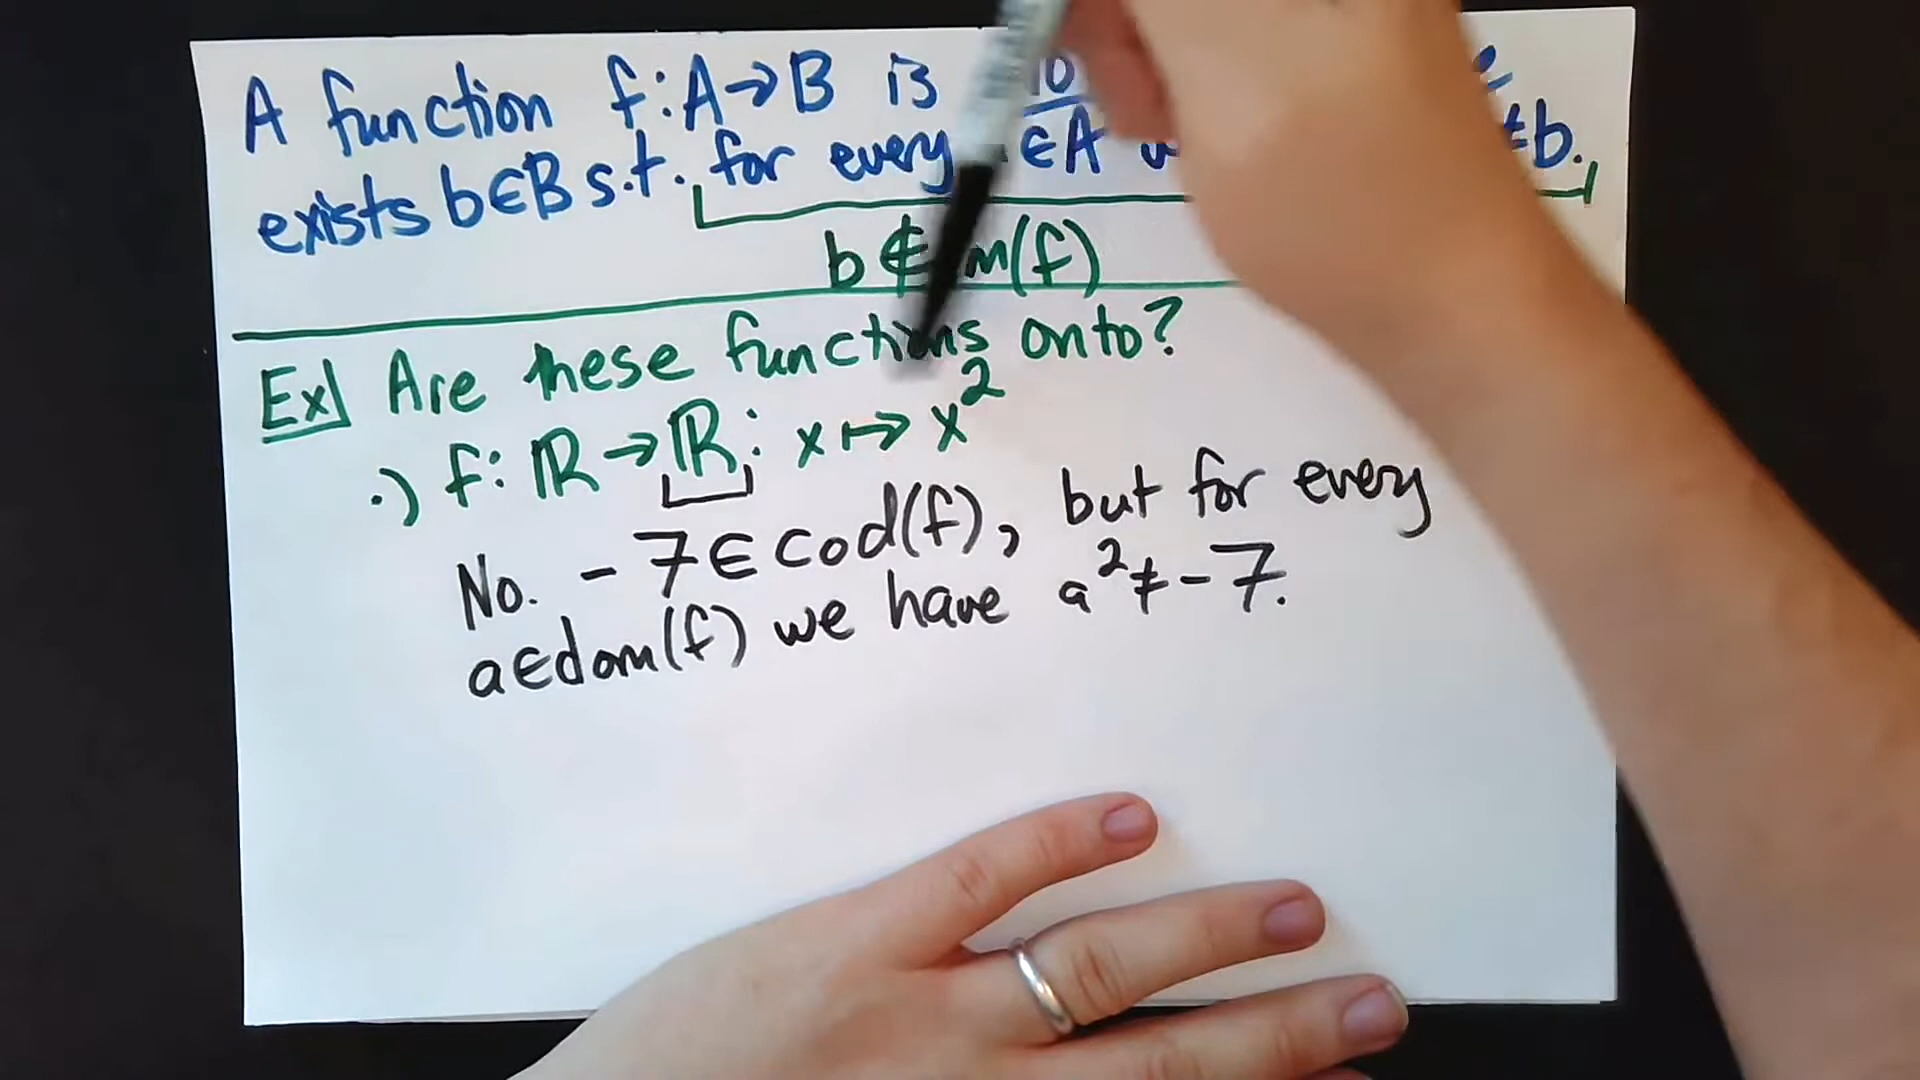 A function f:A→B is
exists b∈B s.t. for every ∈A ≠b.
b∉im(f)
Ex Are these functions onto?
·) f: ℝ→ℝ: x↦x²
No. -7∈cod(f), but for every
a∈dom(f) we have a²≠-7.